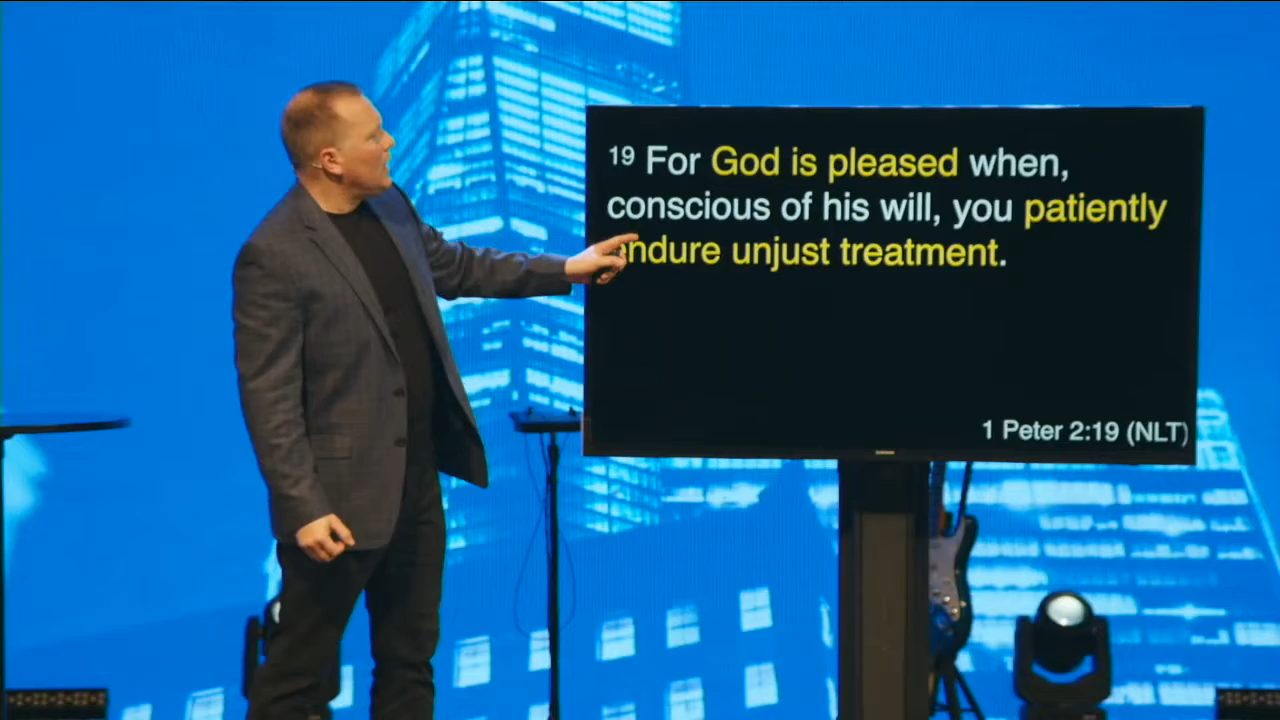 19 For God is pleased when,
conscious of his will, you patiently
endure unjust treatment.
1 Peter 2:19 (NLT)